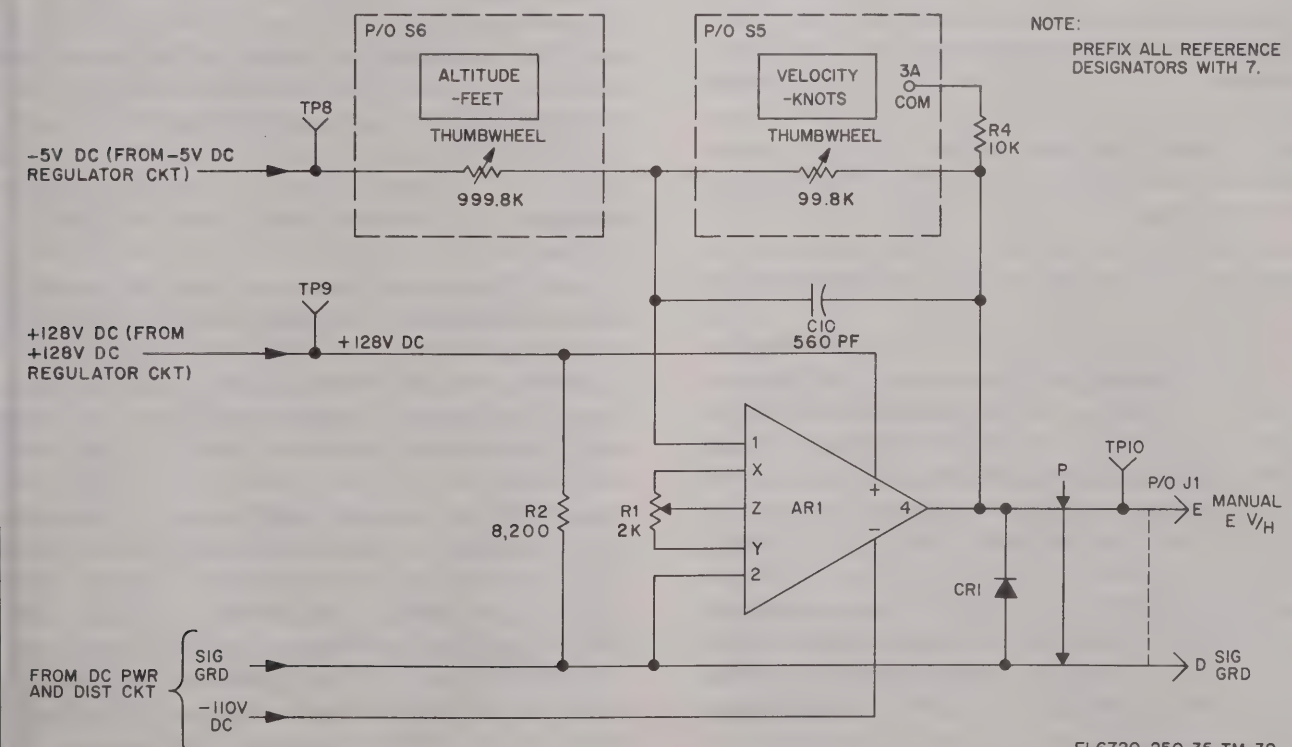 P/O S6
ALTITUDE
-FEET
THUMBWHEEL
999.8K
P/O S5
VELOCITY
-KNOTS
3A
COM
THUMBWHEEL
99.8K
R4
10K
NOTE:
PREFIX ALL REFERENCE
DESIGNATORS WITH 7.
TP8
-5V DC (FROM-5V DC
REGULATOR CKT)
TP9
+128V DC (FROM
+128V DC
REGULATOR CKT)
+128V DC
C10
560 PF
R2
8,200
R1
2K
1
X
Z
Y
2
AR1
+
4
-
CR1
P
TP10
P/O J1
E MANUAL
E V/H
D SIG
GRD
FROM DC PWR
AND DIST CKT
SIG
GRD
-110V
DC